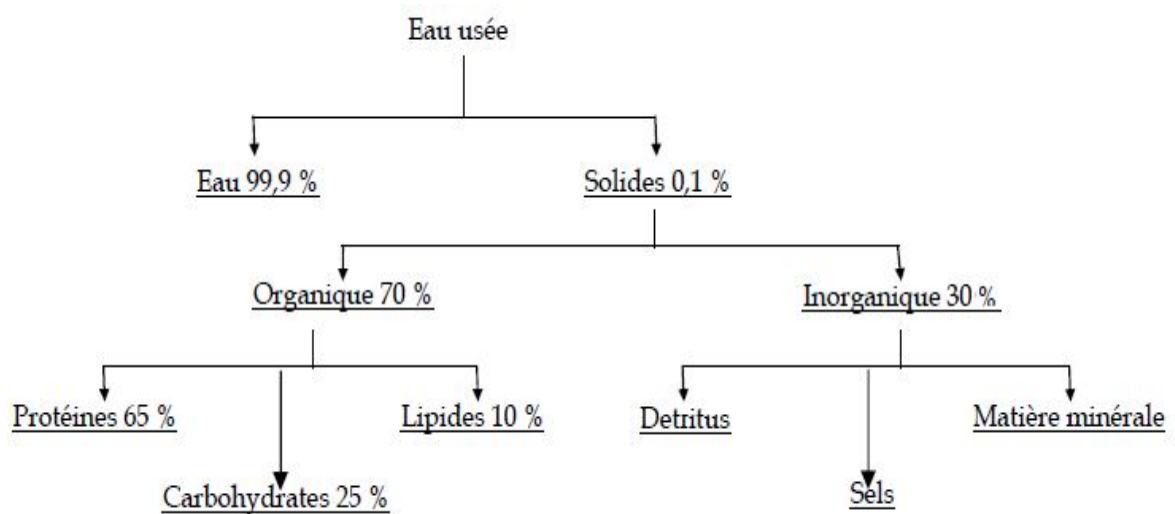 Eau usée
Eau 99,9 %
Solides 0,1 %
Organique 70 %
Inorganique 30 %
Protéines 65 %
Lipides 10 %
Detritus
Matière minérale
Carbohydrates 25 %
Sels